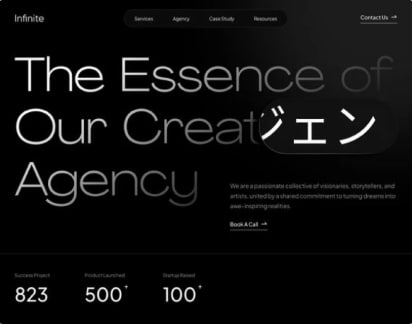 Infinite
Services Agency Case Study Resources
Contact Us
The Essence of
Our Creat ジェン
Agency
We are a passionate collective of visionaries, storytellers, and
artists, united by a shared commitment to turning dreams into
awe-inspiring realities.
Book A Call
Success Project Product Launched Startup Raised
823 500+ 100+